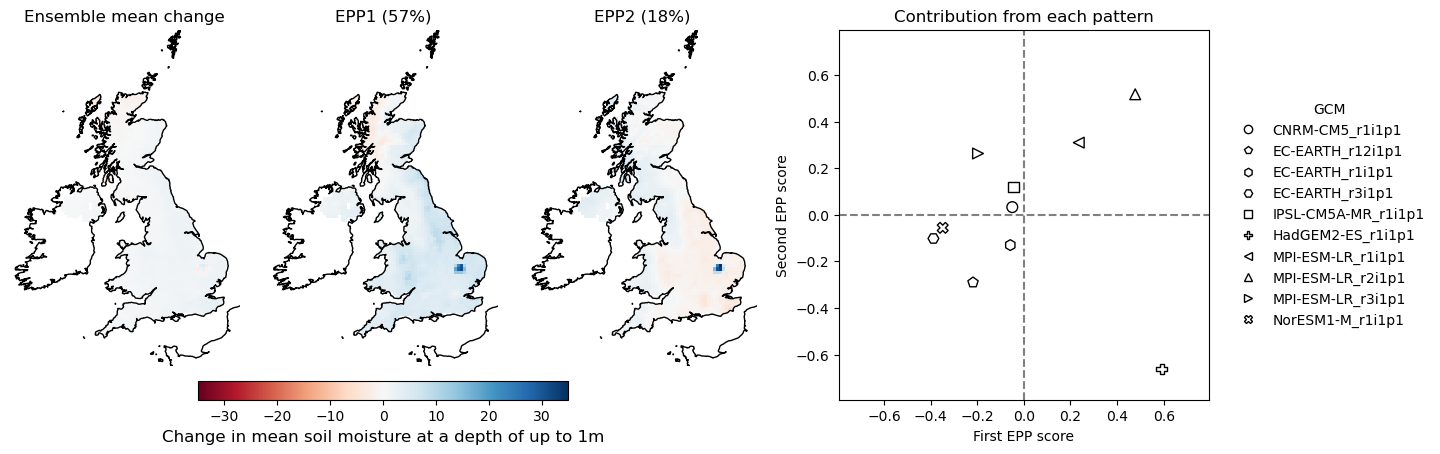 Ensemble mean change
EPP1 (57%)
EPP2 (18%)
−30 −20 −10 0 10 20 30
Change in mean soil moisture at a depth of up to 1m
Contribution from each pattern
Second EPP score
0.6
0.4
0.2
0.0
−0.2
−0.4
−0.6
−0.6 −0.4 −0.2 0.0 0.2 0.4 0.6
First EPP score
GCM
CNRM-CM5_r1i1p1
EC-EARTH_r12i1p1
EC-EARTH_r1i1p1
EC-EARTH_r3i1p1
IPSL-CM5A-MR_r1i1p1
HadGEM2-ES_r1i1p1
MPI-ESM-LR_r1i1p1
MPI-ESM-LR_r2i1p1
MPI-ESM-LR_r3i1p1
NorESM1-M_r1i1p1